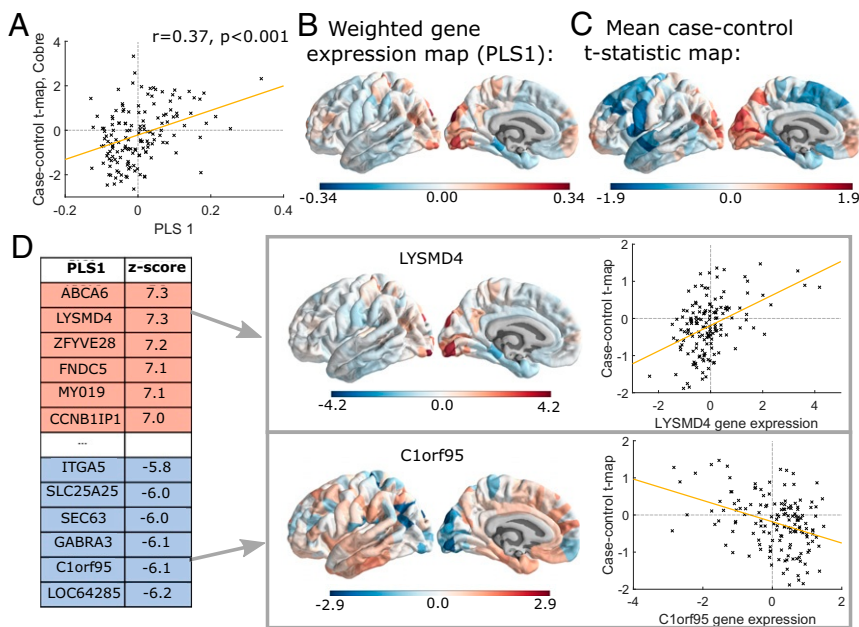 A
r=0.37, p<0.001
Case-control t-map, Cobre
4
2
0
-2
-0.2
0
0.2
0.4
PLS 1
B Weighted gene
expression map (PLS1):
-0.34
0.00
0.34
C Mean case-control
t-statistic map:
-1.9
0.0
1.9
D
PLS1 z-score
ABCA6 7.3
LYSMD4 7.3
ZFYVE28 7.2
FNDC5 7.1
MY019 7.1
CCNB1IP1 7.0
...
ITGA5 -5.8
SLC25A25 -6.0
SEC63 -6.0
GABRA3 -6.1
C1orf95 -6.1
LOC64285 -6.2
LYSMD4
-4.2
0.0
4.2
Case-control t-map
2
1
0
-1
-2
-2
0
2
4
LYSMD4 gene expression
C1orf95
-2.9
0.0
2.9
Case-control t-map
2
1
0
-1
-2
-4
-2
0
2
C1orf95 gene expression